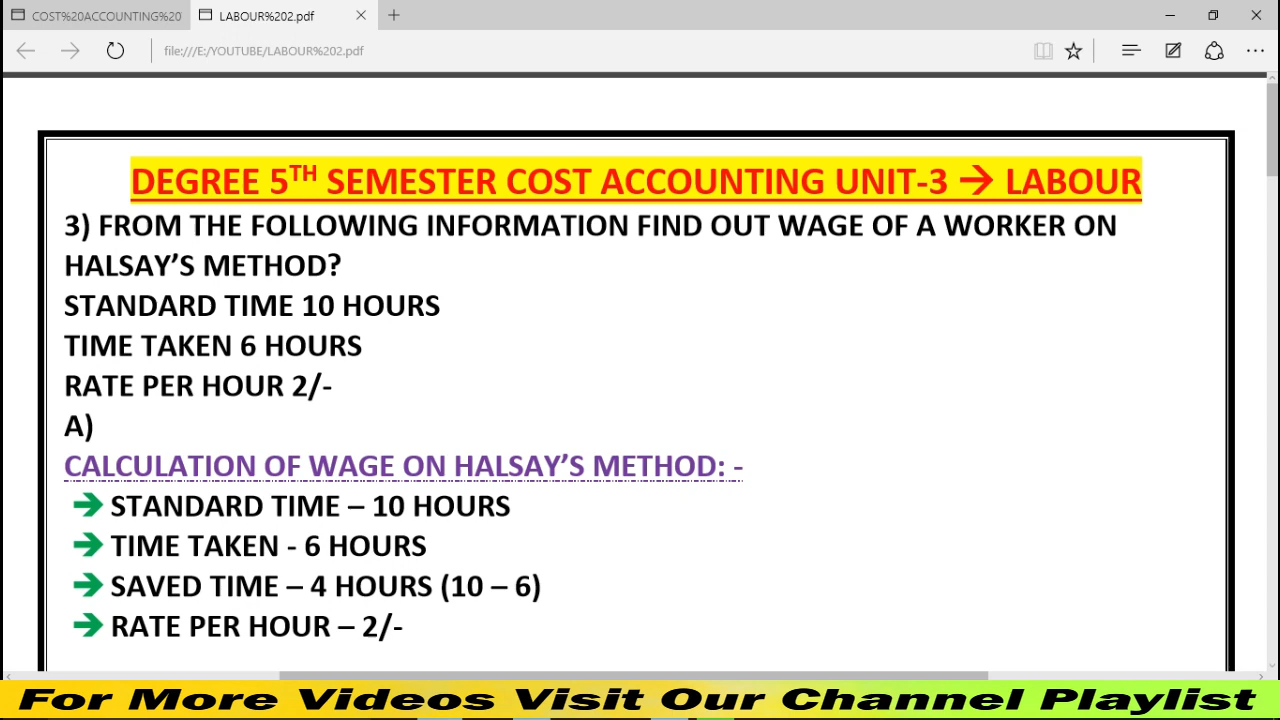 COST%20ACCOUNTING%20
LABOUR%202.pdf
file:///E:/YOUTUBE/LABOUR%202.pdf
DEGREE 5TH SEMESTER COST ACCOUNTING UNIT-3 → LABOUR
3) FROM THE FOLLOWING INFORMATION FIND OUT WAGE OF A WORKER ON
HALSAY’S METHOD?
STANDARD TIME 10 HOURS
TIME TAKEN 6 HOURS
RATE PER HOUR 2/-
A)
CALCULATION OF WAGE ON HALSAY’S METHOD: -
➔ STANDARD TIME – 10 HOURS
➔ TIME TAKEN - 6 HOURS
➔ SAVED TIME – 4 HOURS (10 – 6)
➔ RATE PER HOUR – 2/-
For More Videos Visit Our Channel Playlist